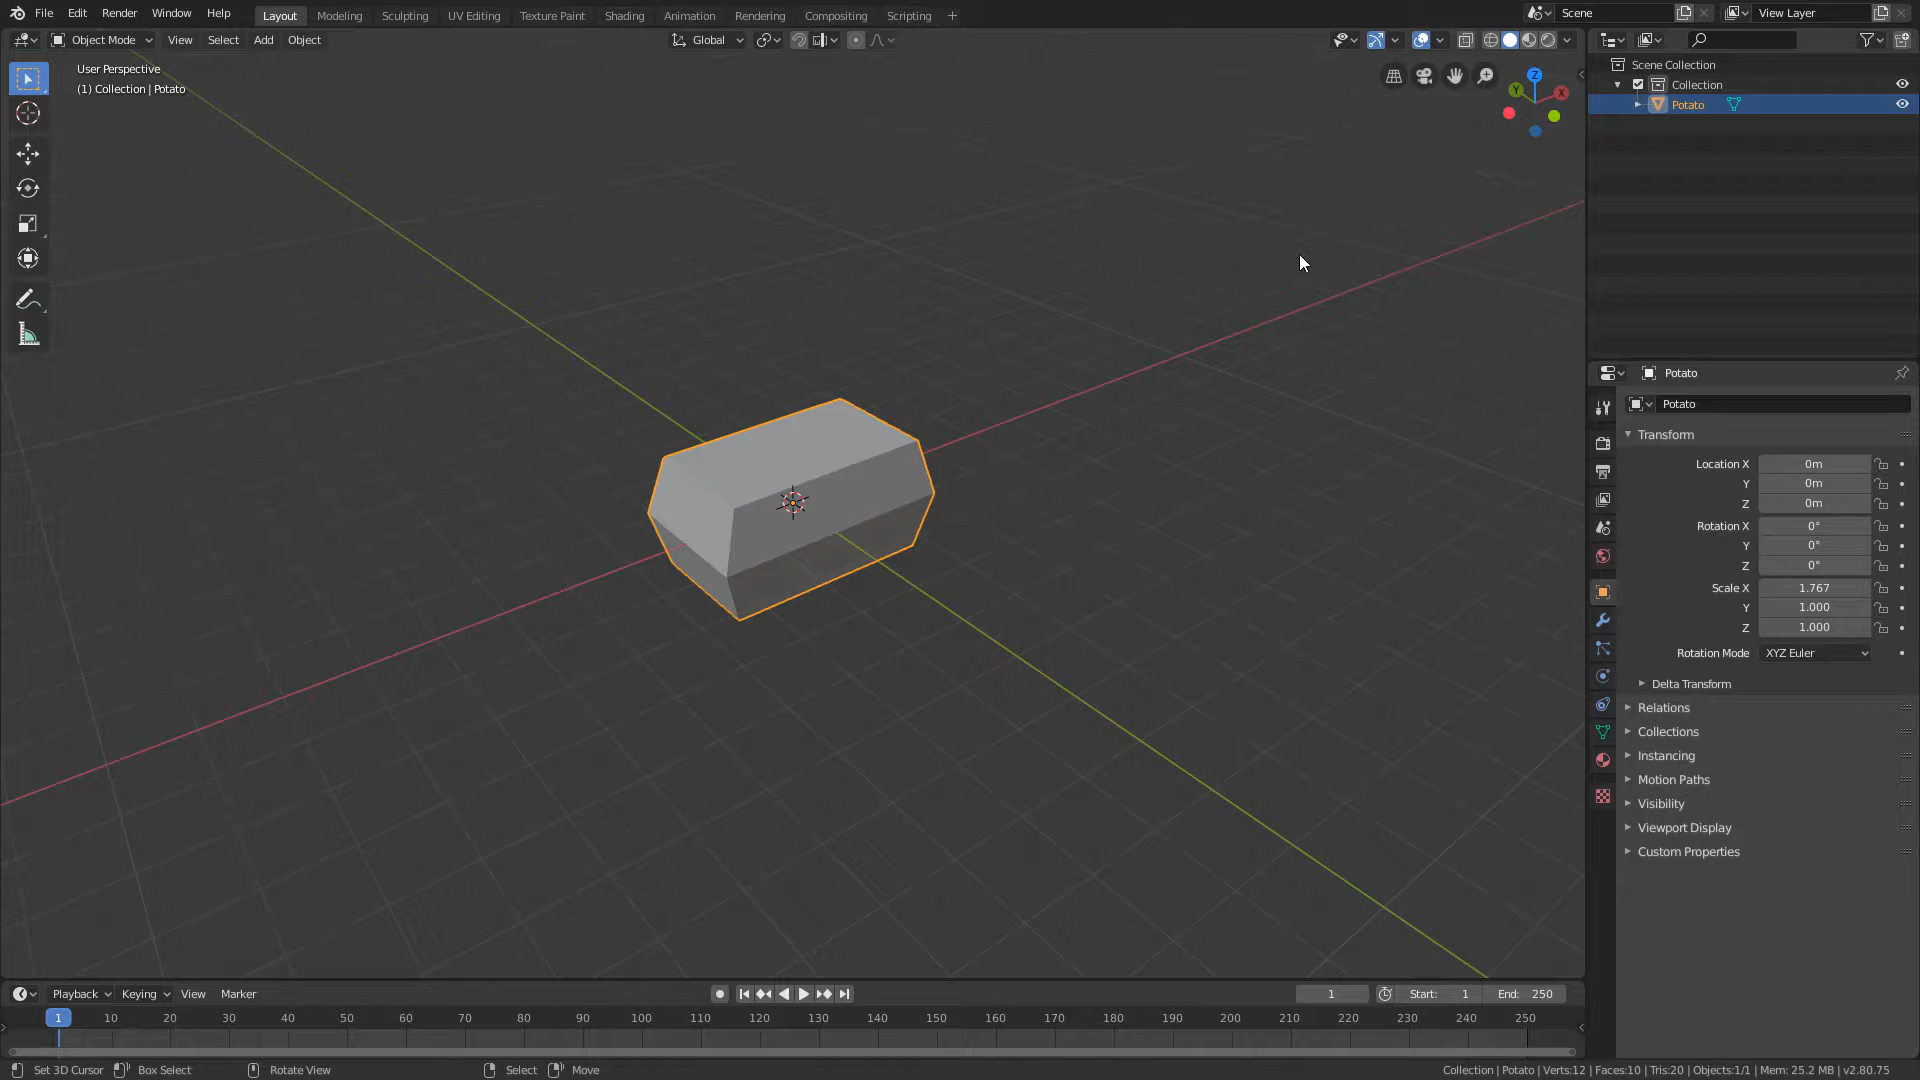 File Edit Render Window Help
Layout Modeling Sculpting UV Editing Texture Paint Shading Animation Rendering Compositing Scripting +
Scene
View Layer
Object Mode View Select Add Object
Global
User Perspective
(1) Collection | Potato
Z
Y
X
Scene Collection
Collection
Potato
Potato
Potato
Transform
Location X 0m
Y 0m
Z 0m
Rotation X 0°
Y 0°
Z 0°
Scale X 1.767
Y 1.000
Z 1.000
Rotation Mode XYZ Euler
Delta Transform
Relations
Collections
Instancing
Motion Paths
Visibility
Viewport Display
Custom Properties
Playback Keying View Marker
1
Start: 1
End: 250
1 10 20 30 40 50 60 70 80 90 100 110 120 130 140 150 160 170 180 190 200 210 220 230 240 250
Set 3D Cursor Box Select Rotate View Select Move
Collection | Potato | Verts:12 | Faces:10 | Tris:20 | Objects:1/1 | Mem: 25.2 MB | v2.80.75